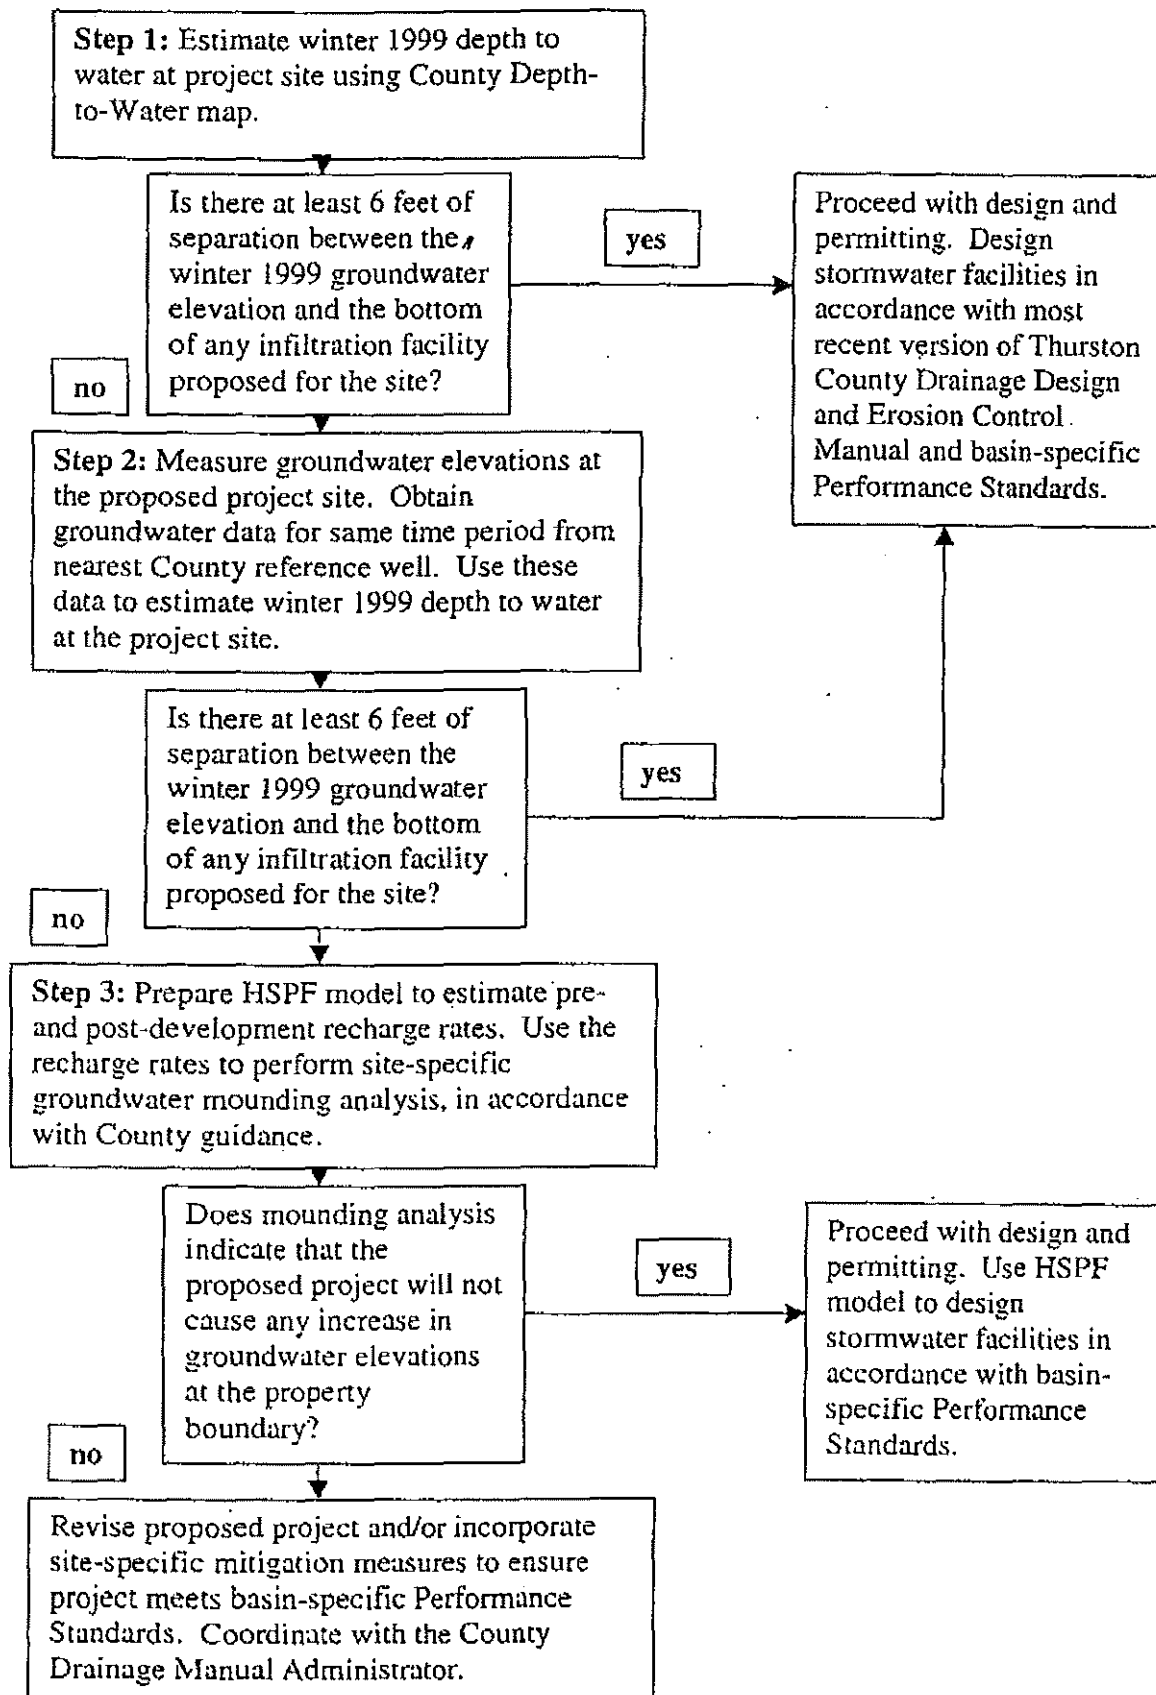 Step 1: Estimate winter 1999 depth to
water at project site using County Depth-
to-Water map.
Is there at least 6 feet of
separation between the
winter 1999 groundwater
elevation and the bottom
of any infiltration facility
proposed for the site?
yes
Proceed with design and
permitting. Design
stormwater facilities in
accordance with most
recent version of Thurston
County Drainage Design
and Erosion Control
Manual and basin-specific
Performance Standards.
no
Step 2: Measure groundwater elevations at
the proposed project site. Obtain
groundwater data for same time period from
nearest County reference well. Use these
data to estimate winter 1999 depth to water
at the project site.
Is there at least 6 feet of
separation between the
winter 1999 groundwater
elevation and the bottom
of any infiltration facility
proposed for the site?
yes
no
Step 3: Prepare HSPF model to estimate pre-
and post-development recharge rates. Use the
recharge rates to perform site-specific
groundwater mounding analysis, in accordance
with County guidance.
Does mounding analysis
indicate that the
proposed project will not
cause any increase in
groundwater elevations
at the property
boundary?
yes
Proceed with design and
permitting. Use HSPF
model to design
stormwater facilities in
accordance with basin-
specific Performance
Standards.
no
Revise proposed project and/or incorporate
site-specific mitigation measures to ensure
project meets basin-specific Performance
Standards. Coordinate with the County
Drainage Manual Administrator.